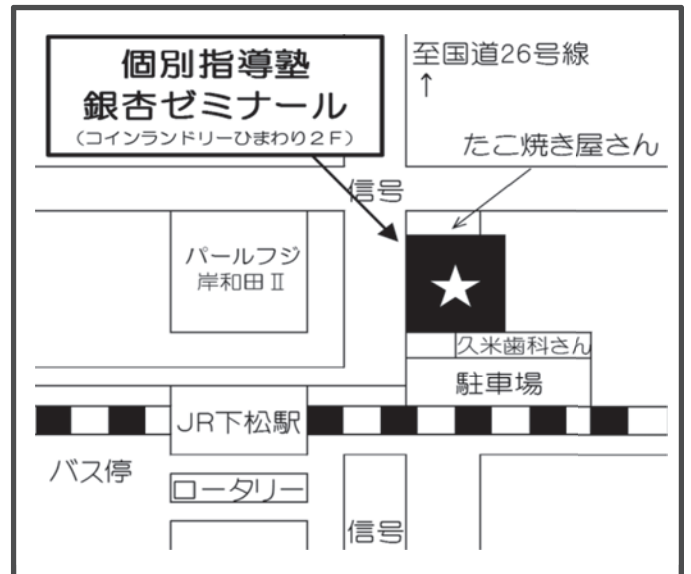 個別指導塾
銀杏ゼミナール
(コインランドリーひまわり2F)
至国道26号線
↑
たこ焼き屋さん
信号
パールフジ
岸和田Ⅱ
久米歯科さん
駐車場
JR下松駅
バス停
ロータリー
信号